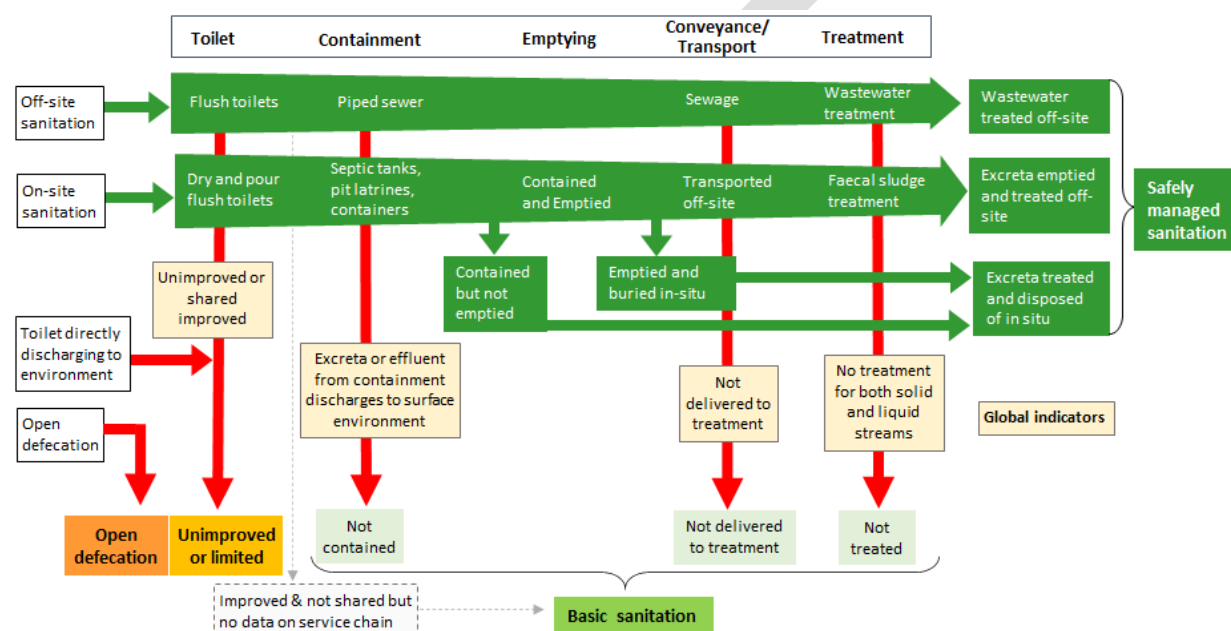 Toilet
Containment
Emptying
Conveyance/
Transport
Treatment
Off-site
sanitation
Flush toilets
Piped sewer
Sewage
Wastewater
treatment
Wastewater
treated off-site
On-site
sanitation
Dry and pour
flush toilets
Septic tanks,
pit latrines,
containers
Contained
and Emptied
Transported
off-site
Faecal sludge
treatment
Excreta emptied
and treated off-
site
Safely
managed
sanitation
Unimproved or
shared
improved
Contained
but not
emptied
Emptied and
buried in-situ
Excreta treated
and disposed
of in situ
Toilet directly
discharging to
environment
Excreta or effluent
from containment
discharges to surface
environment
Not
delivered to
treatment
No treatment
for both solid
and liquid
streams
Global indicators
Open
defecation
Open
defecation
Unimproved
or limited
Not
contained
Not delivered
to treatment
Not
treated
Improved & not shared but
no data on service chain
Basic sanitation